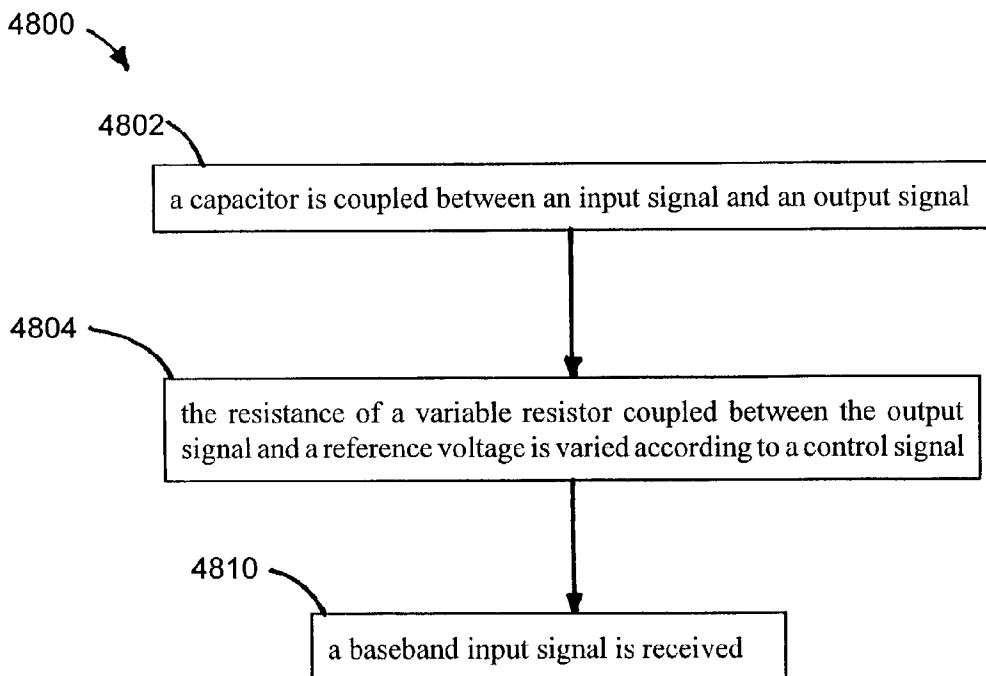 4800
4802
a capacitor is coupled between an input signal and an output signal
4804
the resistance of a variable resistor coupled between the output
signal and a reference voltage is varied according to a control signal
4810
a baseband input signal is received